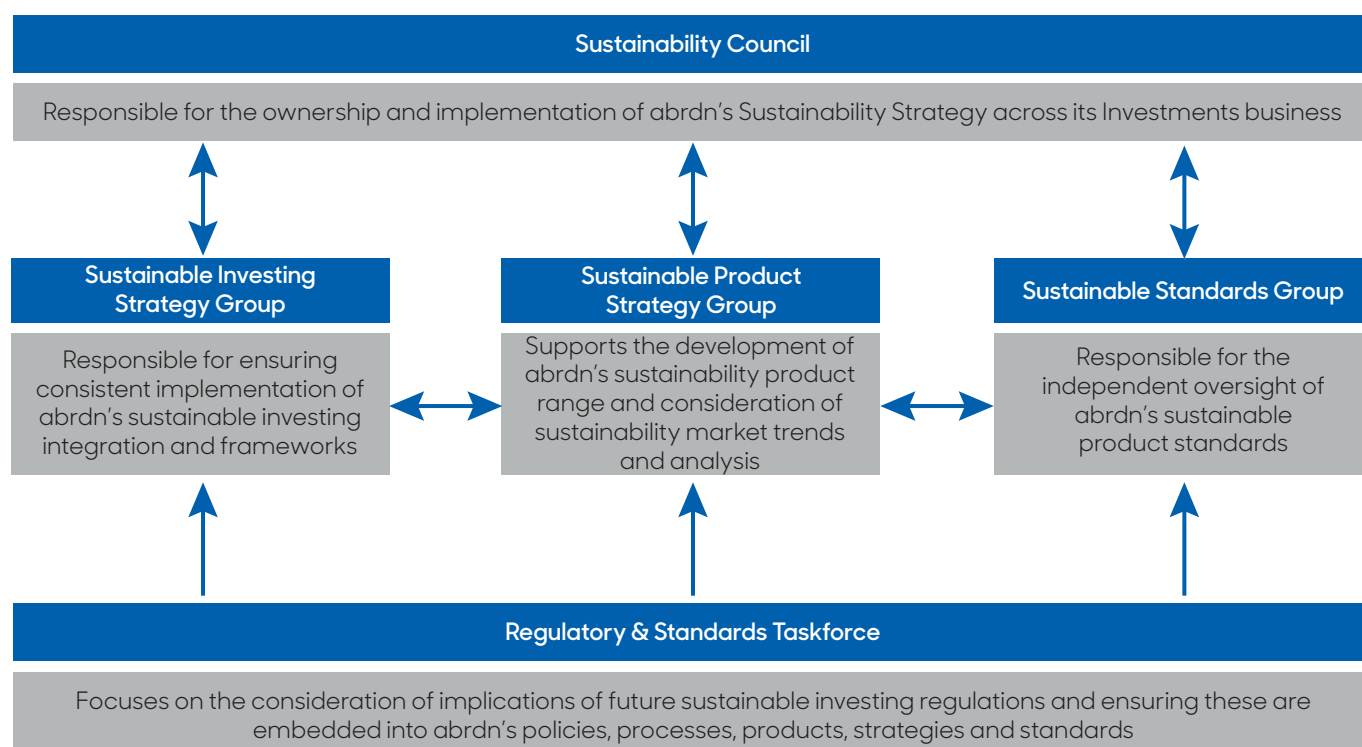 Sustainability Council
Responsible for the ownership and implementation of abrdn’s Sustainability Strategy across its Investments business
Sustainable Investing
Strategy Group
Responsible for ensuring
consistent implementation of
abrdn’s sustainable investing
integration and frameworks
Sustainable Product
Strategy Group
Supports the development of
abrdn’s sustainability product
range and consideration of
sustainability market trends
and analysis
Sustainable Standards Group
Responsible for the
independent oversight of
abrdn’s sustainable
product standards
Regulatory & Standards Taskforce
Focuses on the consideration of implications of future sustainable investing regulations and ensuring these are
embedded into abrdn’s policies, processes, products, strategies and standards